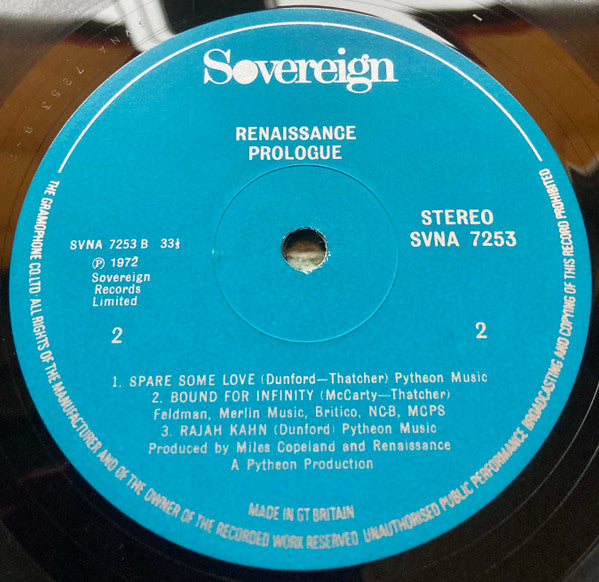 SVNA 7253 B-2
1
Sovereign
RENAISSANCE
PROLOGUE
STEREO
SVNA 7253
SVNA 7253 B 33⅓
Ⓟ 1972
Sovereign
Records
Limited
2
2
1. SPARE SOME LOVE (Dunford—Thatcher) Pytheon Music
2. BOUND FOR INFINITY (McCarty—Thatcher)
Feldman, Merlin Music, Britico, NCB, MCPS
3. RAJAH KAHN (Dunford) Pytheon Music
Produced by Miles Copeland and Renaissance
A Pytheon Production
MADE IN GT BRITAIN
THE GRAMOPHONE CO. LTD. ALL RIGHTS OF THE MANUFACTURER AND OF THE OWNER OF THE RECORDED WORK RESERVED UNAUTHORISED PUBLIC PERFORMANCE BROADCASTING AND COPYING OF THIS RECORD PROHIBITED